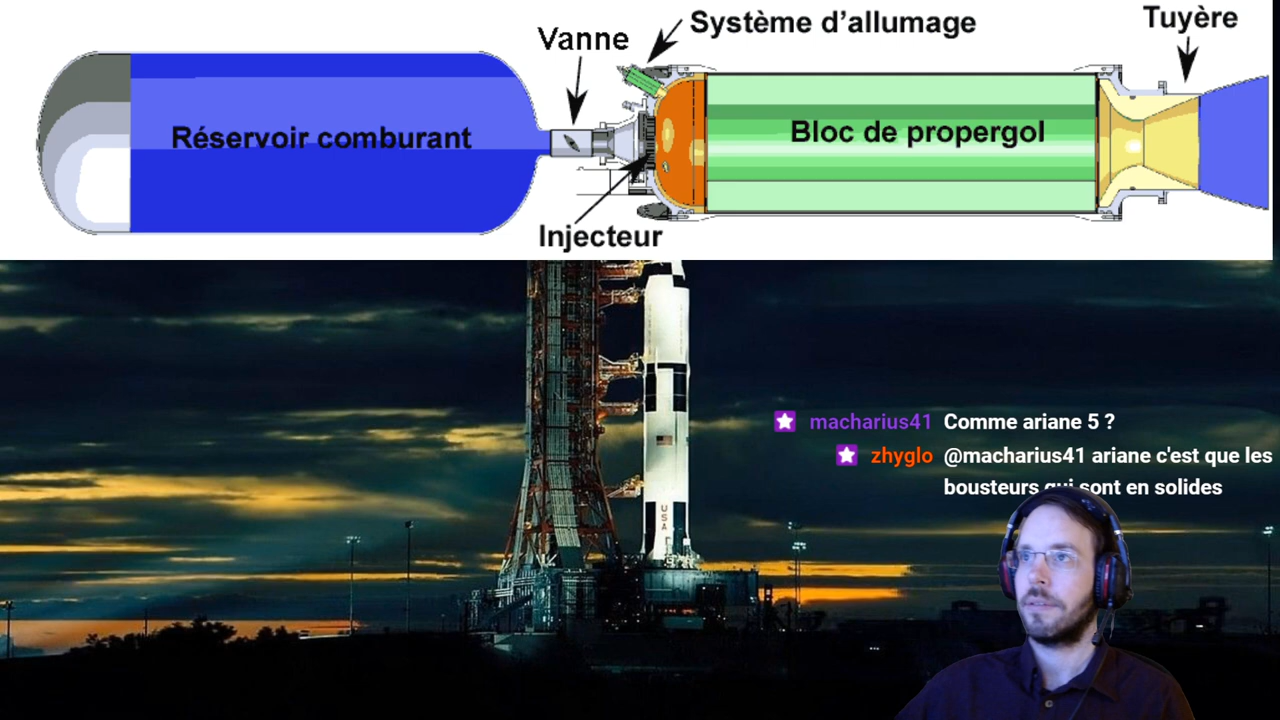 Système d'allumage
Tuyère
Vanne
Réservoir comburant
Bloc de propergol
Injecteur
macharius41 Comme ariane 5 ?
zhyglo @macharius41 ariane c'est que les
bousteurs qui sont en solides
USA